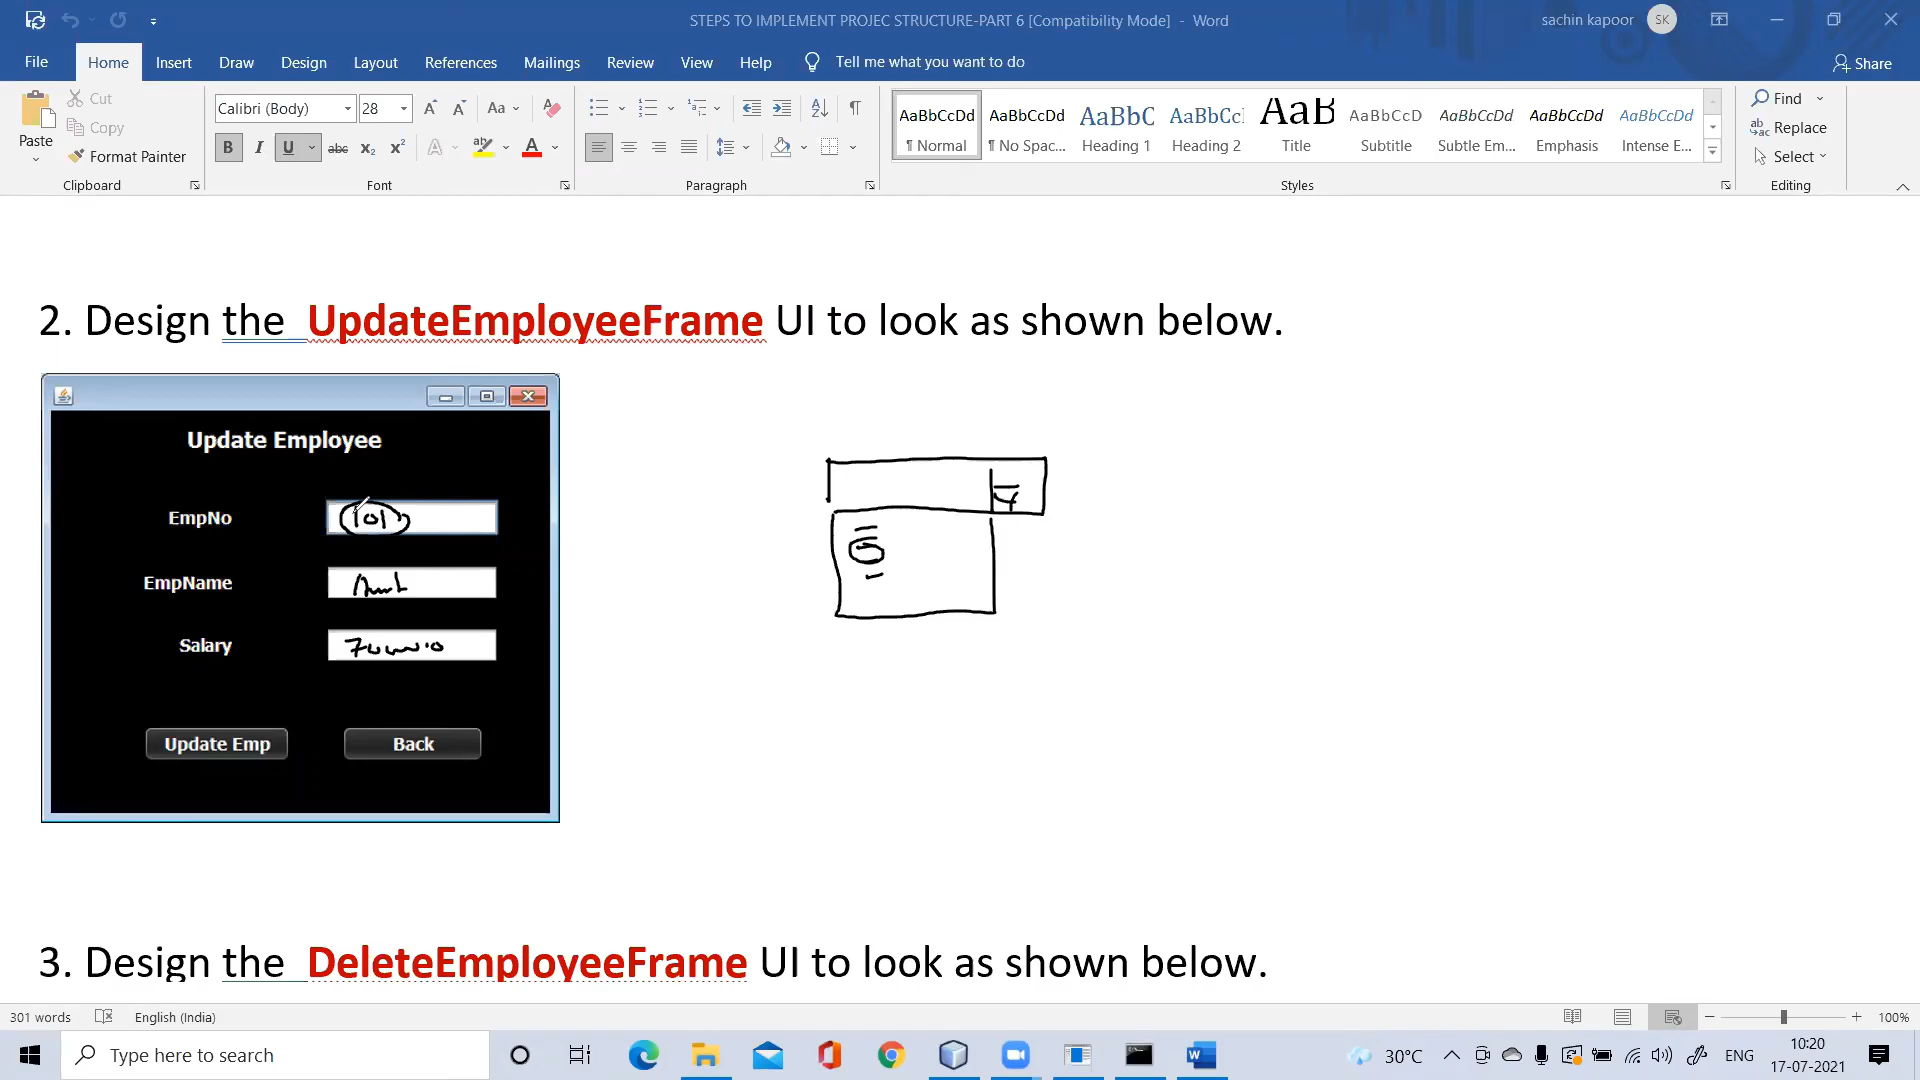 STEPS TO IMPLEMENT PROJEC STRUCTURE-PART 6 [Compatibility Mode] - Word
sachin kapoor SK
File Home Insert Draw Design Layout References Mailings Review View Help Tell me what you want to do Share
Cut
Copy
Paste
Format Painter
Calibri (Body) 28
AaBbCcDd AaBbCcDd AaBbC AaBbCc AaB AaBbCcD AaBbCcDd AaBbCcDd AaBbCcDd
¶ Normal ¶ No Spac... Heading 1 Heading 2 Title Subtitle Subtle Em... Emphasis Intense E...
Find
Replace
Select
Clipboard Font Paragraph Styles Editing
2. Design the UpdateEmployeeFrame UI to look as shown below.
Update Employee
EmpNo 101
EmpName
Salary
Update Emp Back
3. Design the DeleteEmployeeFrame UI to look as shown below.
301 words English (India) 100%
Type here to search
30°C ENG
10:20
17-07-2021